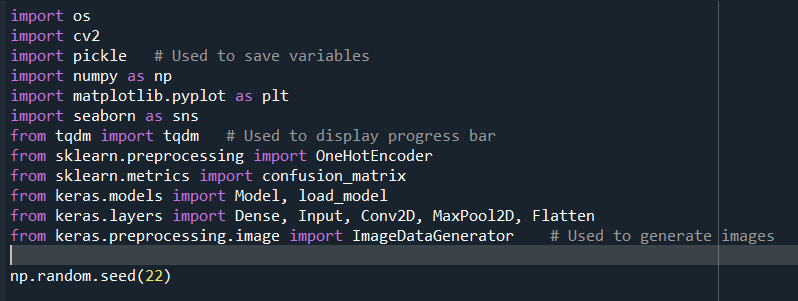 import os
import cv2
import pickle   # Used to save variables
import numpy as np
import matplotlib.pyplot as plt
import seaborn as sns
from tqdm import tqdm   # Used to display progress bar
from sklearn.preprocessing import OneHotEncoder
from sklearn.metrics import confusion_matrix
from keras.models import Model, load_model
from keras.layers import Dense, Input, Conv2D, MaxPool2D, Flatten
from keras.preprocessing.image import ImageDataGenerator    # Used to generate images
np.random.seed(22)